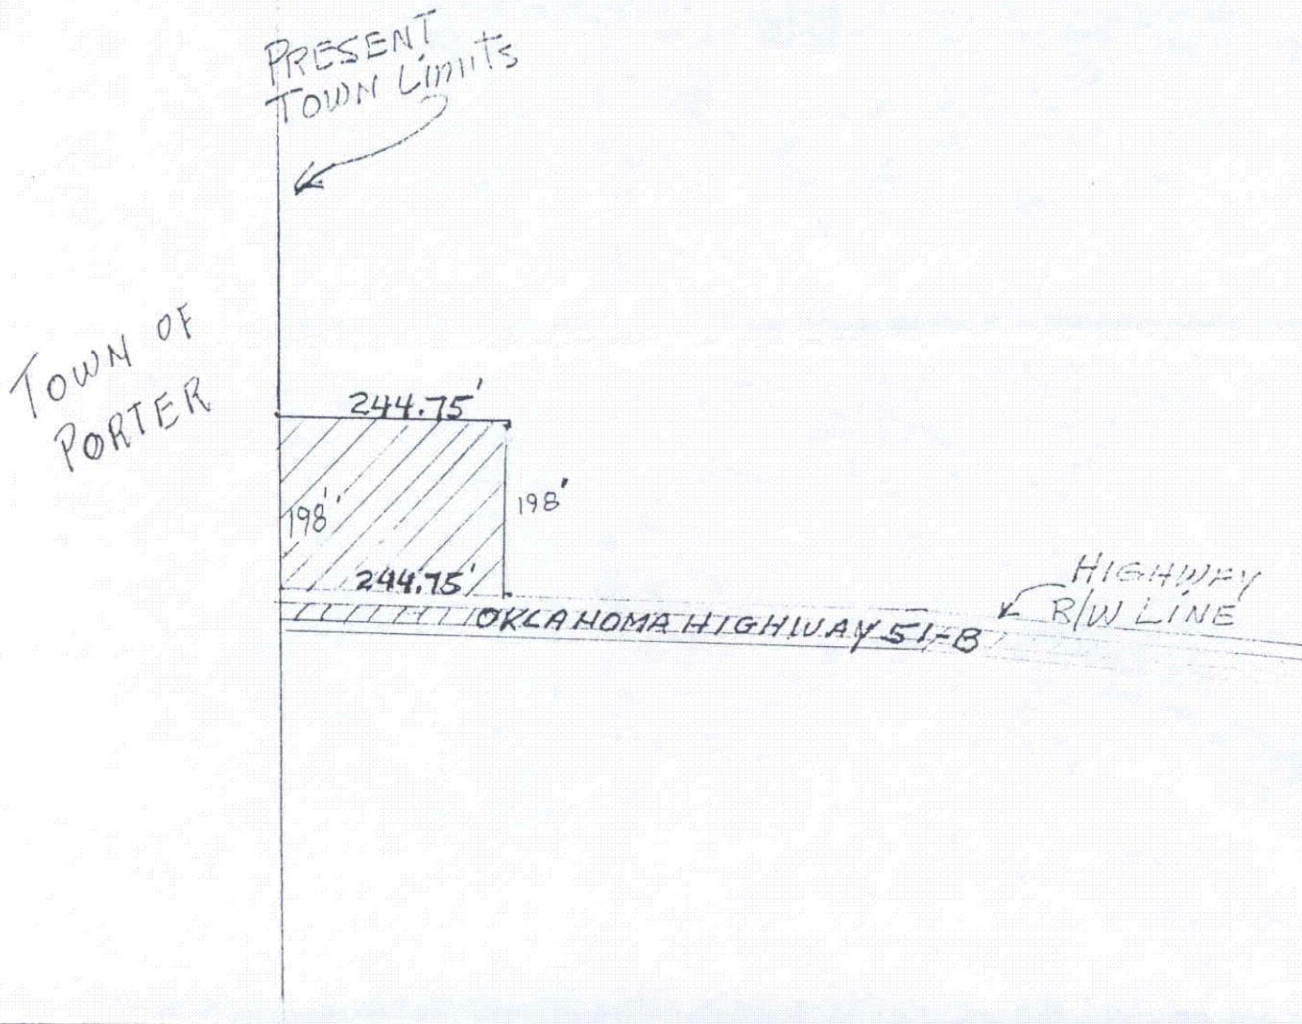 PRESENT
TOWN LIMITS
TOWN OF
PORTER
244.75'
198'
198'
244.75'
OKLAHOMA HIGHWAY 51-B
HIGHWAY
R/W LINE